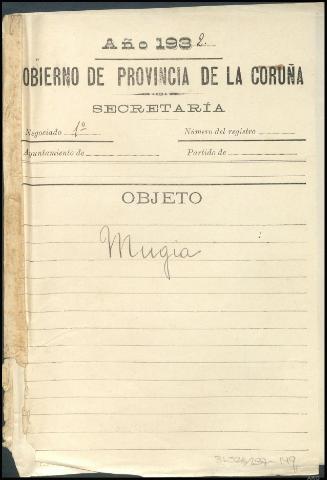 Año 1932.
OBIERNO DE PROVINCIA DE LA CORUÑA
SECRETARÍA
Negociado 1º Número del registro
Ayuntamiento de Partido de
OBJETO
Mugia
149